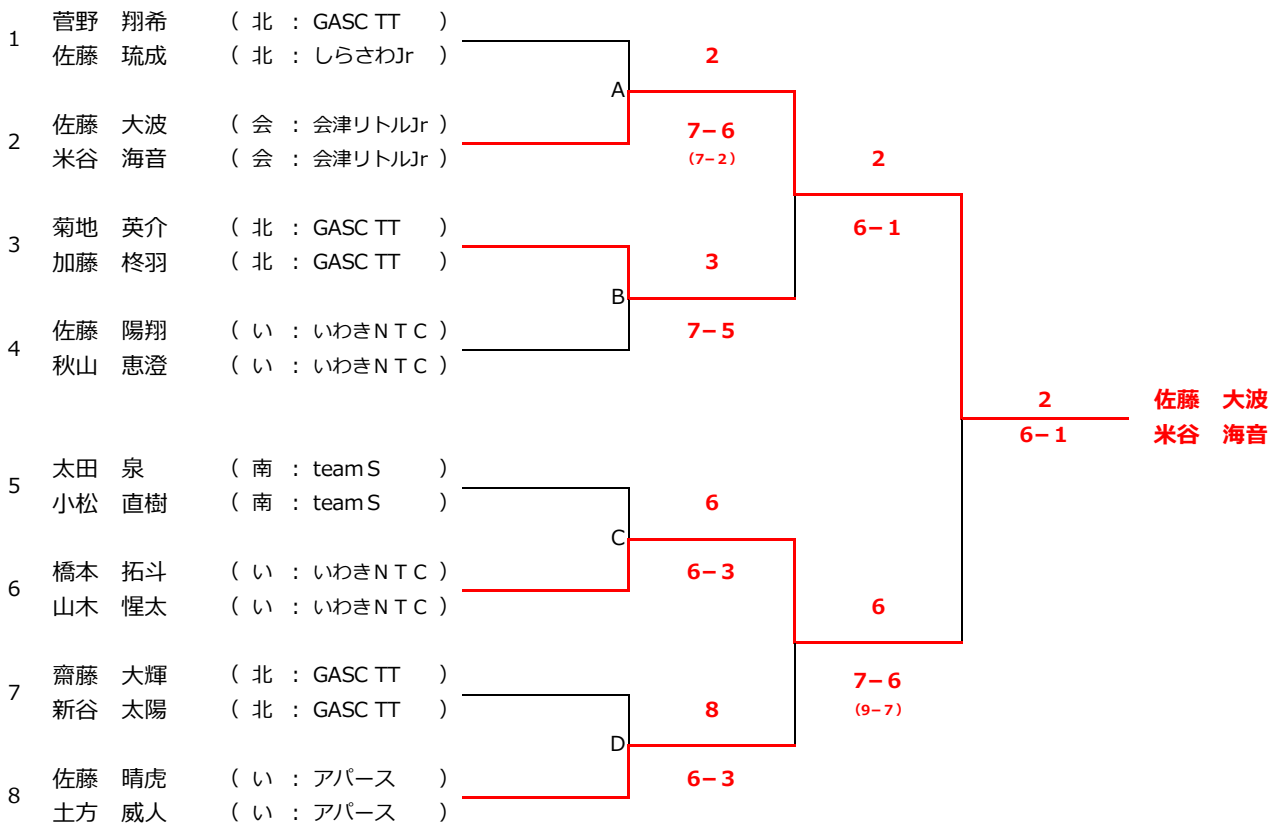 1 菅野 翔希 ( 北 : GASC TT )
佐藤 琉成 ( 北 : しらさわJr )
2 佐藤 大波 ( 会 : 会津リトルJr )
米谷 海音 ( 会 : 会津リトルJr )
3 菊地 英介 ( 北 : GASC TT )
加藤 柊羽 ( 北 : GASC TT )
4 佐藤 陽翔 ( い : いわきNTC )
秋山 恵澄 ( い : いわきNTC )
5 太田 泉 ( 南 : team S )
小松 直樹 ( 南 : team S )
6 橋本 拓斗 ( い : いわきNTC )
山木 惺太 ( い : いわきNTC )
7 齋藤 大輝 ( 北 : GASC TT )
新谷 太陽 ( 北 : GASC TT )
8 佐藤 晴虎 ( い : アパース )
土方 威人 ( い : アパース )
A
B
C
D
2
7-6
(7-2)
3
7-5
6
6-3
8
6-3
2
6-1
6
7-6
(9-7)
2
6-1
佐藤 大波
米谷 海音